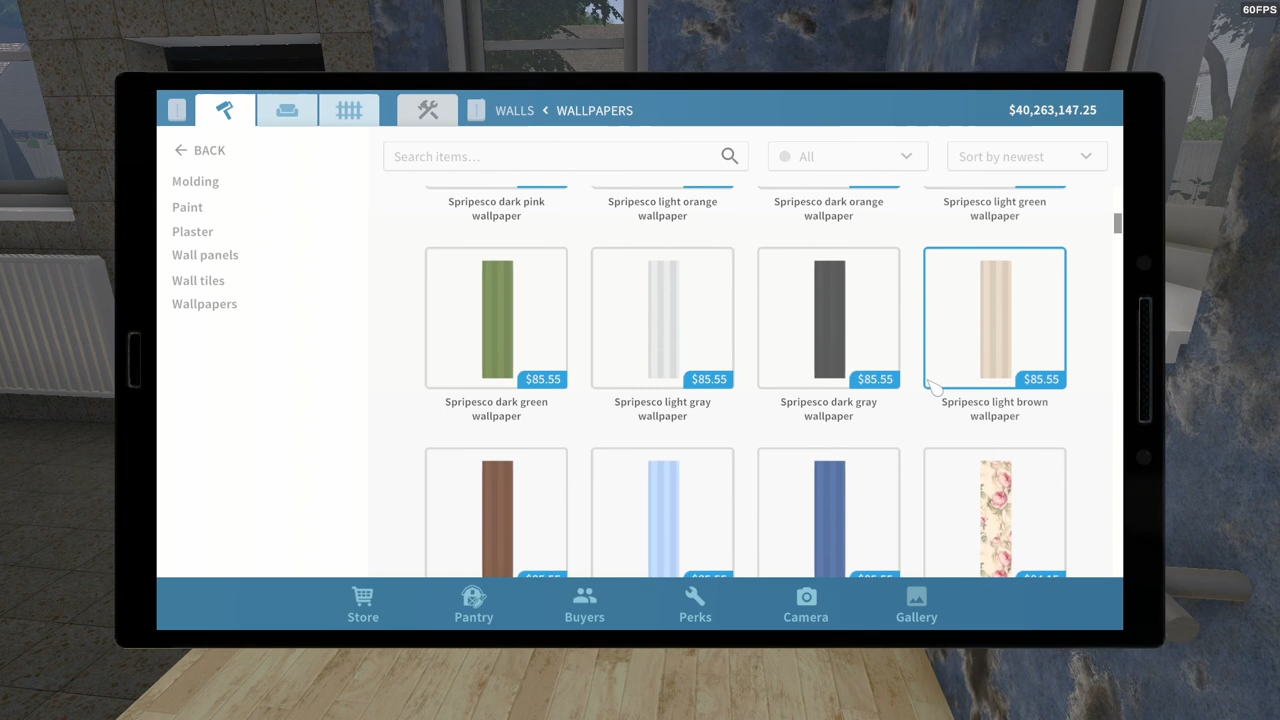 60FPS
WALLS < WALLPAPERS
$40,263,147.25
BACK
Search items...
All
Sort by newest
Molding
Paint
Plaster
Wall panels
Wall tiles
Wallpapers
Spripesco dark pink
wallpaper
Spripesco light orange
wallpaper
Spripesco dark orange
wallpaper
Spripesco light green
wallpaper
$85.55
$85.55
$85.55
$85.55
Spripesco dark green
wallpaper
Spripesco light gray
wallpaper
Spripesco dark gray
wallpaper
Spripesco light brown
wallpaper
Store
Pantry
Buyers
Perks
Camera
Gallery